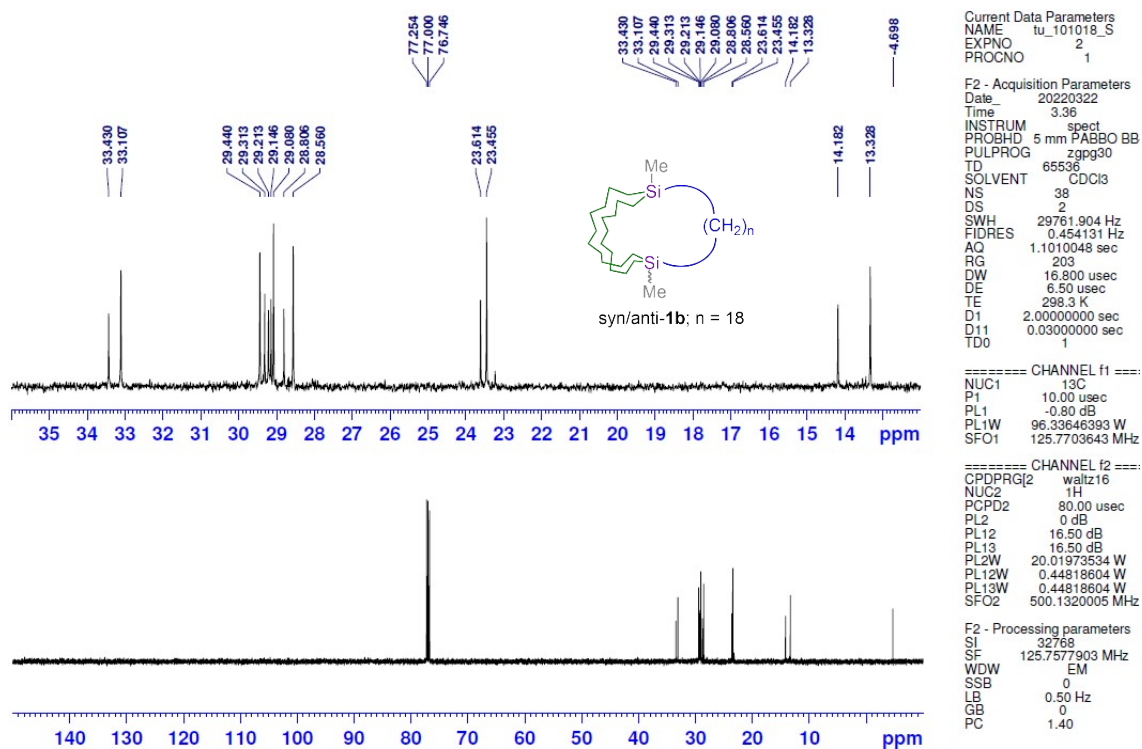 77.254
77.000
76.746
33.430
33.107
29.440
29.313
29.213
29.146
29.080
28.806
28.560
23.614
23.455
14.182
13.328
-4.698
33.430
33.107
29.440
29.313
29.213
29.146
29.080
28.806
28.560
23.614
23.455
14.182
13.328
Me
Si
(CH2)n
Si
Me
syn/anti-1b; n = 18
35 34 33 32 31 30 29 28 27 26 25 24 23 22 21 20 19 18 17 16 15 14 ppm
140 130 120 110 100 90 80 70 60 50 40 30 20 10 ppm
Current Data Parameters
NAME tu_101018_S
EXPNO 2
PROCNO 1
F2 - Acquisition Parameters
Date_ 20220322
Time 3.36
INSTRUM spect
PROBHD 5 mm PABBO BB-
PULPROG zgpg30
TD 65536
SOLVENT CDCl3
NS 38
DS 2
SWH 29761.904 Hz
FIDRES 0.454131 Hz
AQ 1.1010048 sec
RG 203
DW 16.800 usec
DE 6.50 usec
TE 298.3 K
D1 2.00000000 sec
D11 0.03000000 sec
TD0 1
======== CHANNEL f1 ====
NUC1 13C
P1 10.00 usec
PL1 -0.80 dB
PL1W 96.33646393 W
SFO1 125.7703643 MHz
======== CHANNEL f2 ====
CPDPRG[2 waltz16
NUC2 1H
PCPD2 80.00 usec
PL2 0 dB
PL12 16.50 dB
PL13 16.50 dB
PL2W 20.01973534 W
PL12W 0.44818604 W
PL13W 0.44818604 W
SFO2 500.1320005 MHz
F2 - Processing parameters
SI 32768
SF 125.7577903 MHz
WDW EM
SSB 0
LB 0.50 Hz
GB 0
PC 1.40